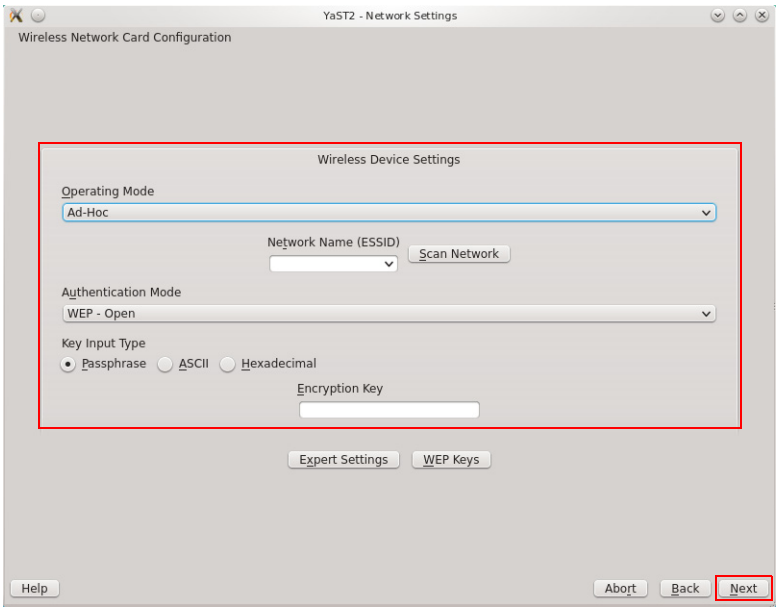 YaST2 - Network Settings
Wireless Network Card Configuration
Wireless Device Settings
Operating Mode
Ad-Hoc
Network Name (ESSID)
Scan Network
Authentication Mode
WEP - Open
Key Input Type
Passphrase ASCII Hexadecimal
Encryption Key
Expert Settings WEP Keys
Help Abort Back Next